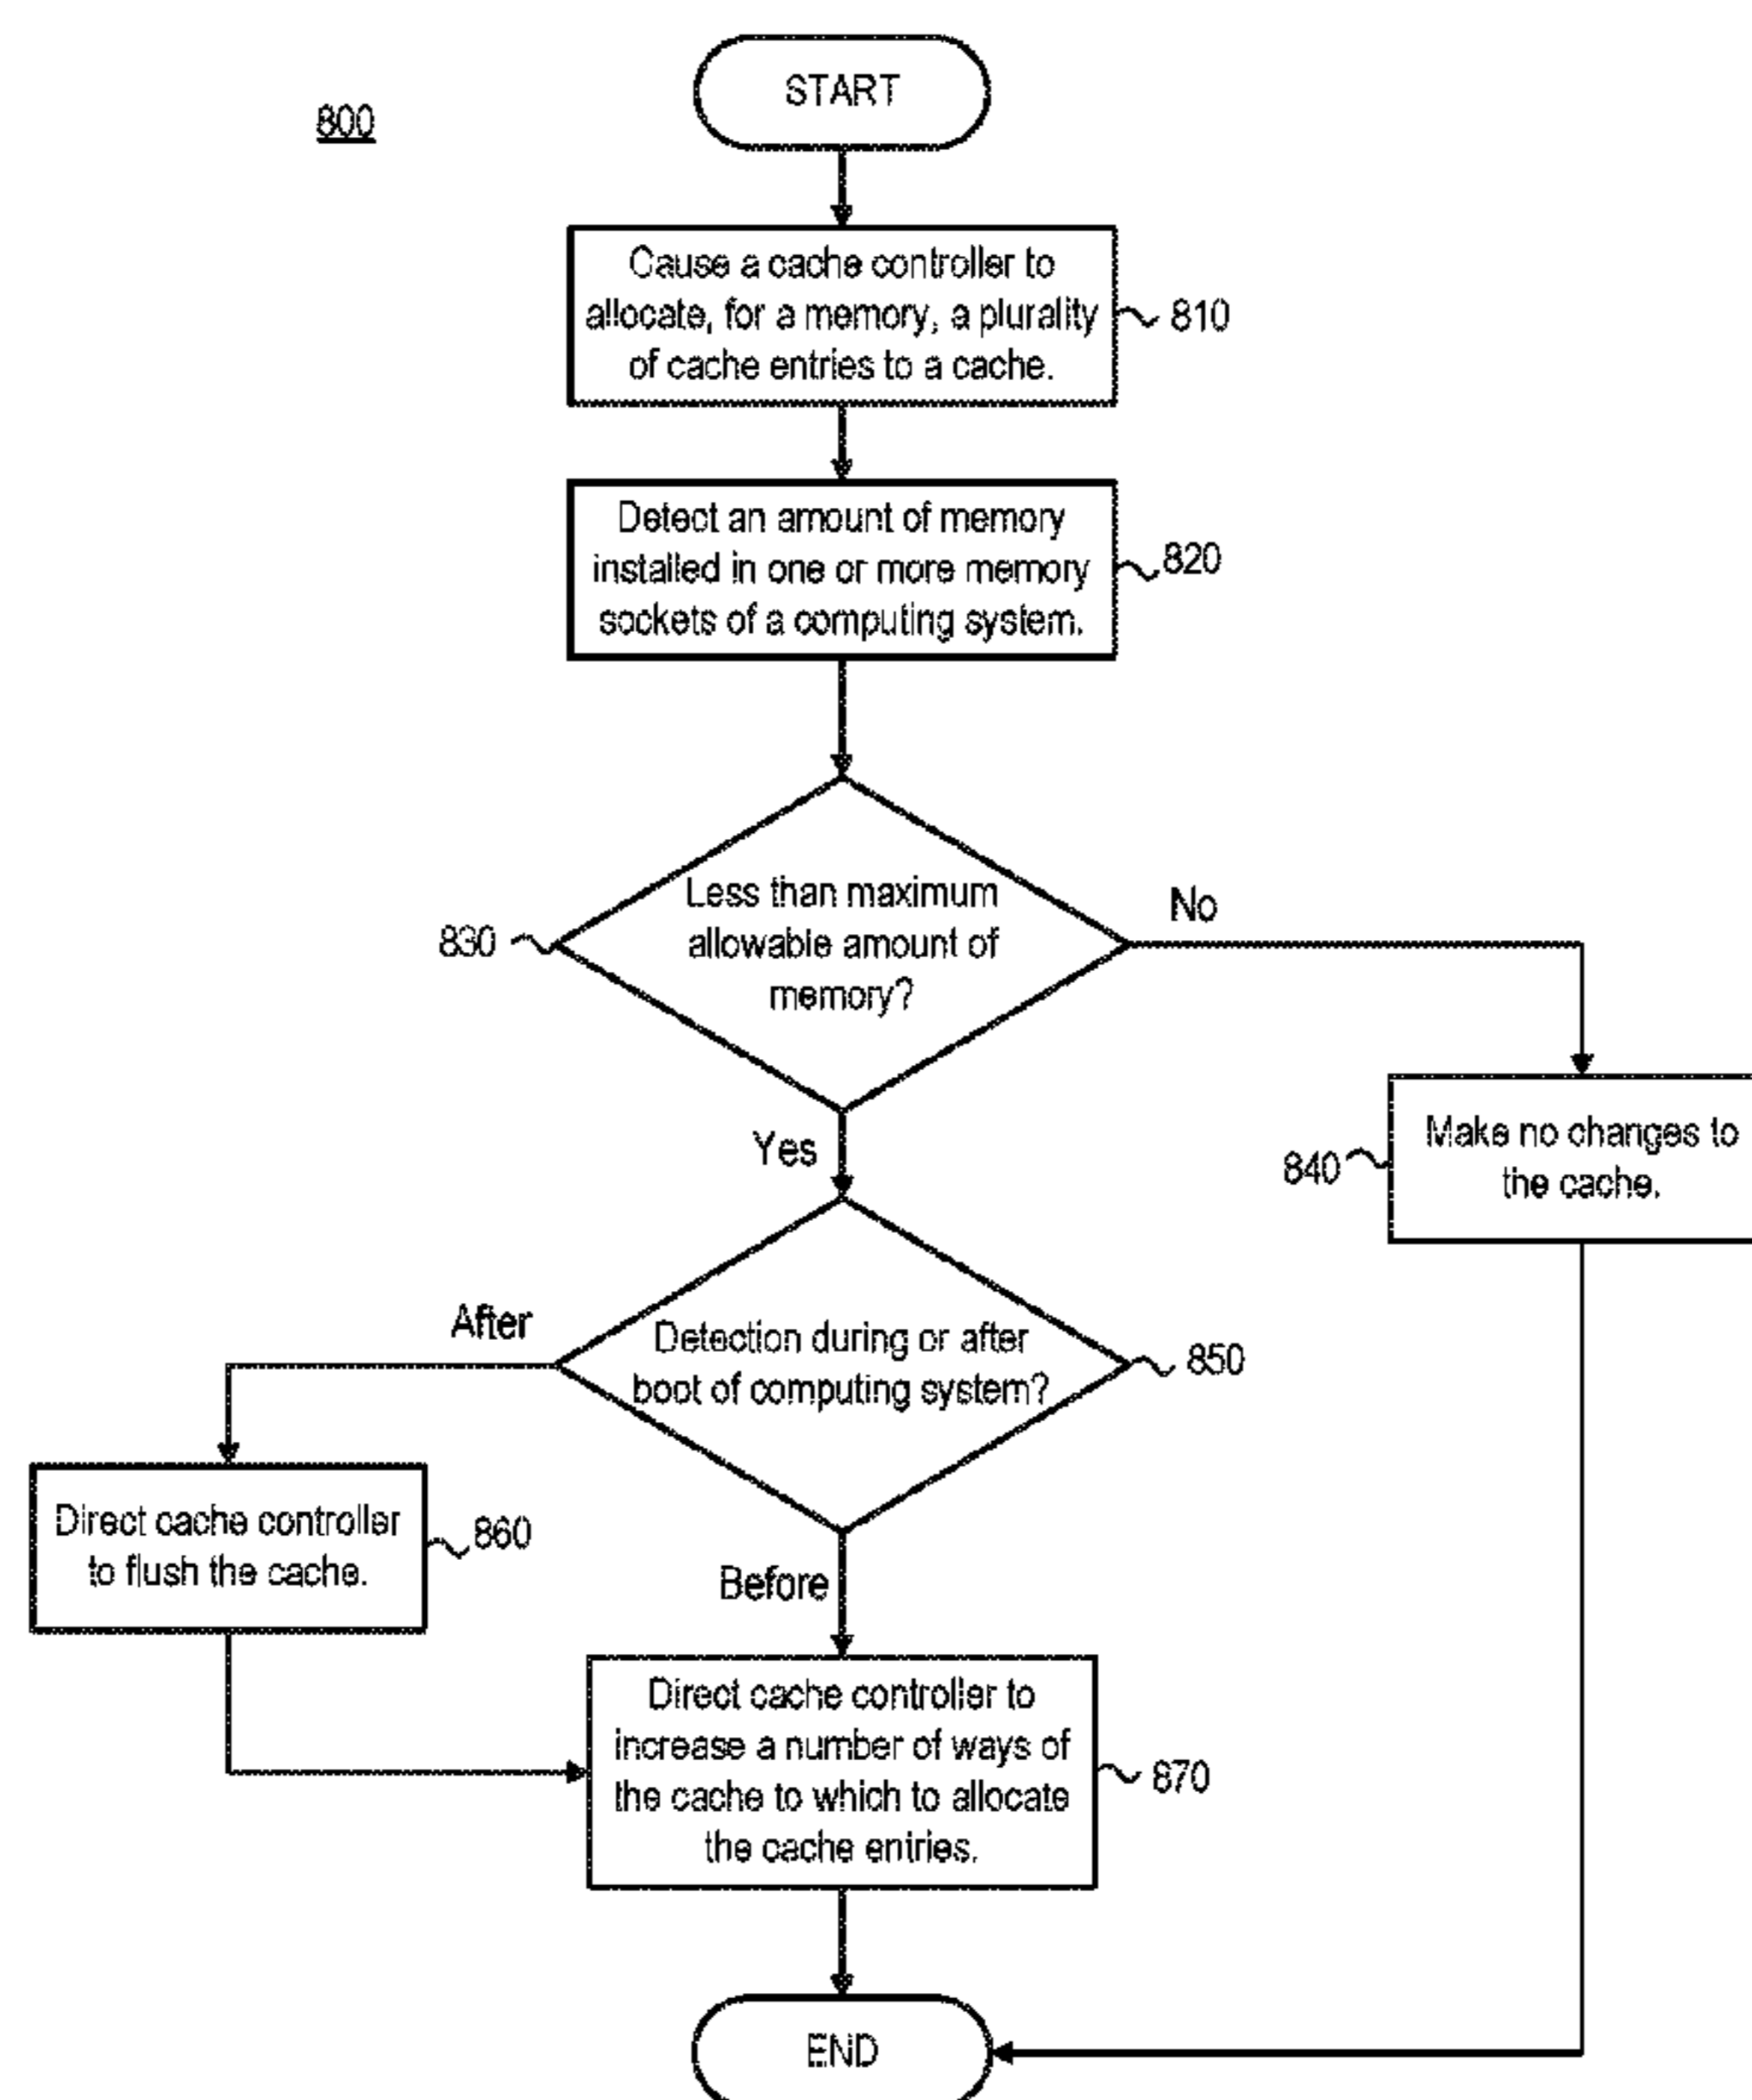 START
800
Cause a cache controller to
allocate, for a memory, a plurality
of cache entries to a cache.
810
Detect an amount of memory
installed in one or more memory
sockets of a computing system.
820
Less than maximum
allowable amount of
memory?
830
No
Make no changes to
the cache.
840
Yes
Detection during or after
boot of computing system?
850
After
Direct cache controller
to flush the cache.
860
Before
Direct cache controller to
increase a number of ways of
the cache to which to allocate
the cache entries.
870
END